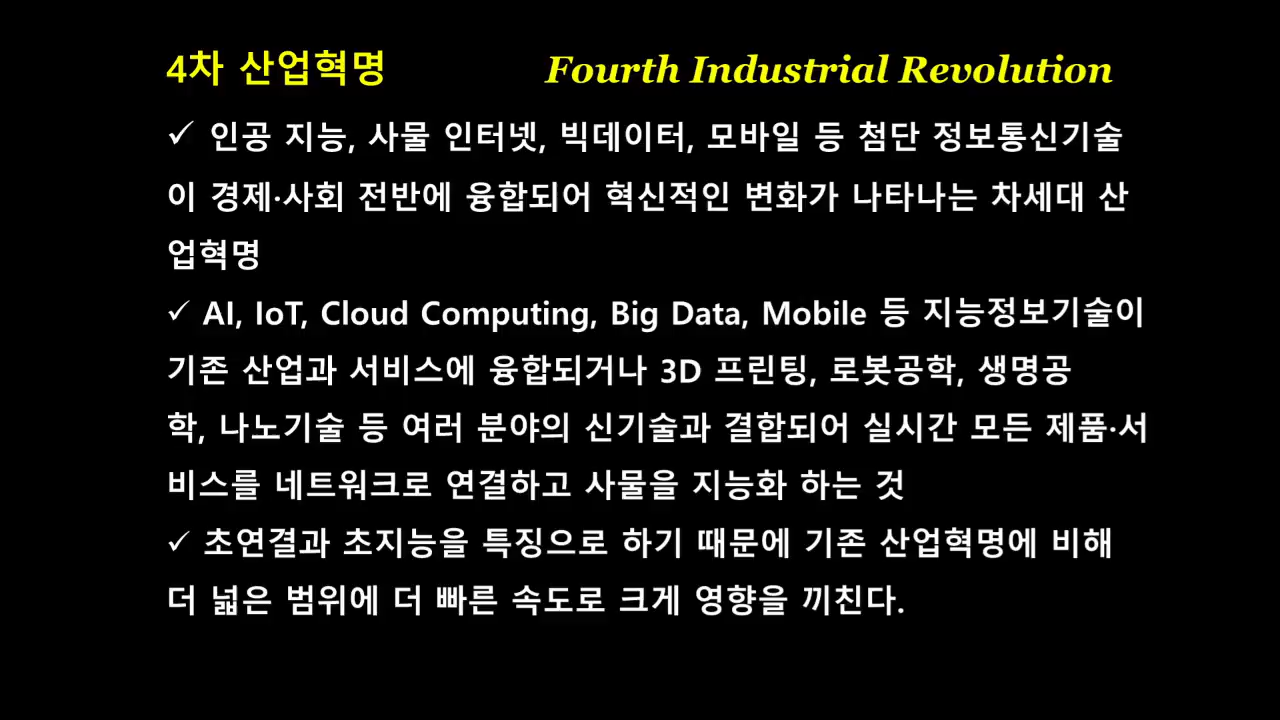 4차 산업혁명 Fourth Industrial Revolution
✓ 인공 지능, 사물 인터넷, 빅데이터, 모바일 등 첨단 정보통신기술
이 경제·사회 전반에 융합되어 혁신적인 변화가 나타나는 차세대 산
업혁명
✓ AI, IoT, Cloud Computing, Big Data, Mobile 등 지능정보기술이
기존 산업과 서비스에 융합되거나 3D 프린팅, 로봇공학, 생명공
학, 나노기술 등 여러 분야의 신기술과 결합되어 실시간 모든 제품·서
비스를 네트워크로 연결하고 사물을 지능화 하는 것
✓ 초연결과 초지능을 특징으로 하기 때문에 기존 산업혁명에 비해
더 넓은 범위에 더 빠른 속도로 크게 영향을 끼친다.